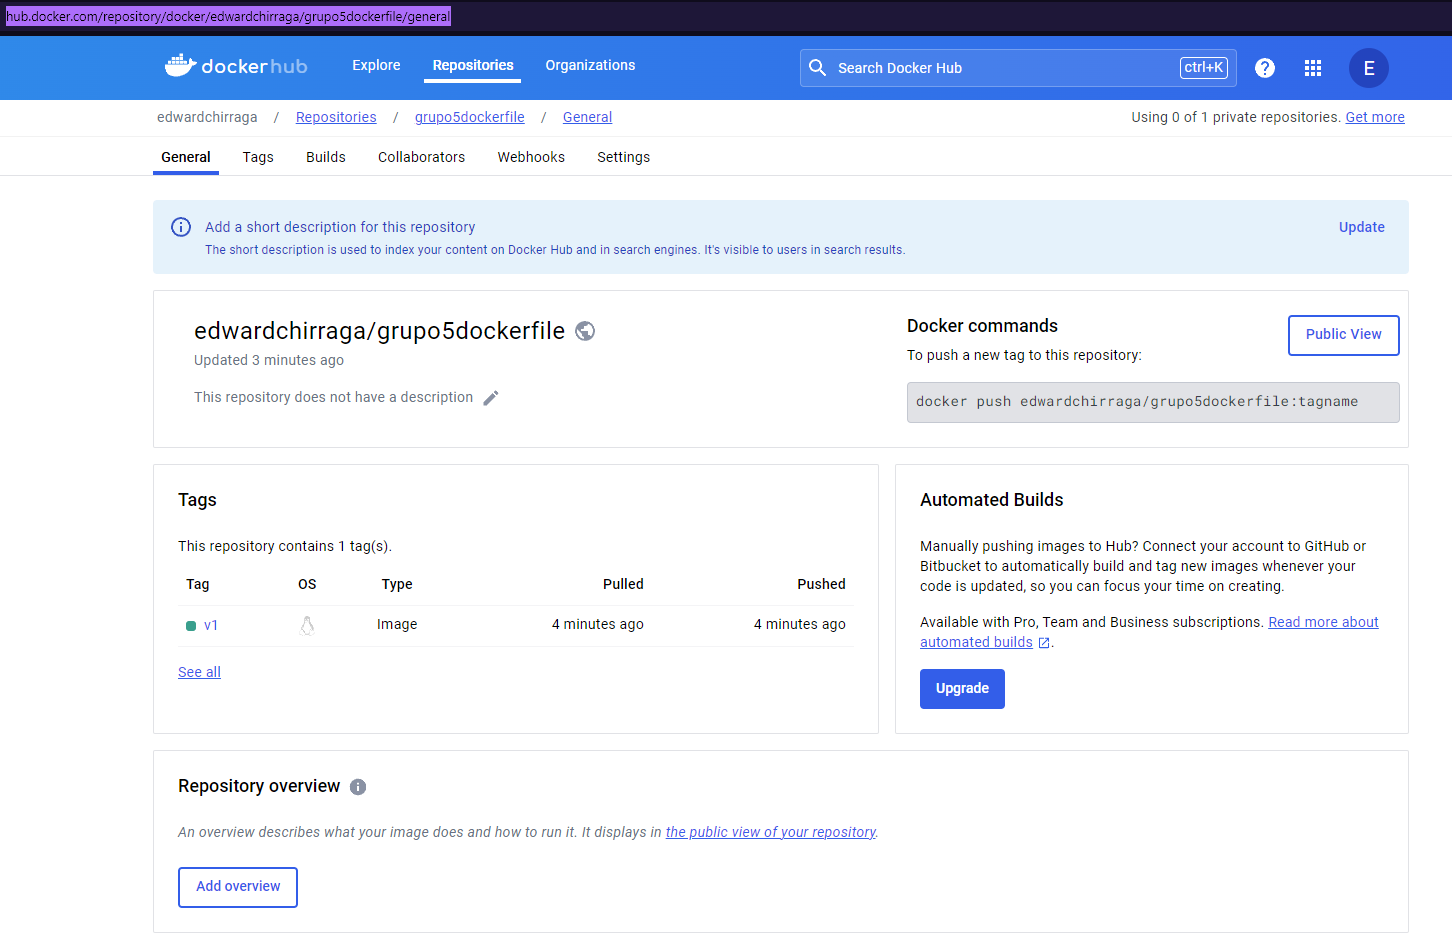 hub.docker.com/repository/docker/edwardchirraga/grupo5dockerfile/general
dockerhub Explore Repositories Organizations Search Docker Hub ctrl+K ? E
edwardchirraga / Repositories / grupo5dockerfile / General Using 0 of 1 private repositories. Get more
General Tags Builds Collaborators Webhooks Settings
Add a short description for this repository Update
The short description is used to index your content on Docker Hub and in search engines. It's visible to users in search results.
edwardchirraga/grupo5dockerfile
Updated 3 minutes ago
This repository does not have a description
Docker commands
Public View
To push a new tag to this repository:
docker push edwardchirraga/grupo5dockerfile:tagname
Tags
This repository contains 1 tag(s).
Tag OS Type Pulled Pushed
v1 Image 4 minutes ago 4 minutes ago
See all
Automated Builds
Manually pushing images to Hub? Connect your account to GitHub or
Bitbucket to automatically build and tag new images whenever your
code is updated, so you can focus your time on creating.
Available with Pro, Team and Business subscriptions. Read more about
automated builds .
Upgrade
Repository overview
An overview describes what your image does and how to run it. It displays in the public view of your repository.
Add overview